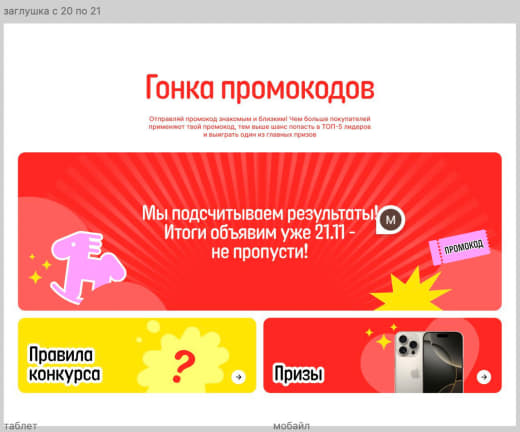 заглушка с 20 по 21
Гонка промокодов
Отправляй промокод знакомым и близким! Чем больше покупателей
применяют твой промокод, тем выше шанс попасть в ТОП-5 лидеров
и выиграть один из главных призов
Мы подсчитываем результаты!
М
Итоги объявим уже 21.11 -
не пропусти!
ПРОМОКОД
Правила
конкурса
?
Призы
таблет
мобайл